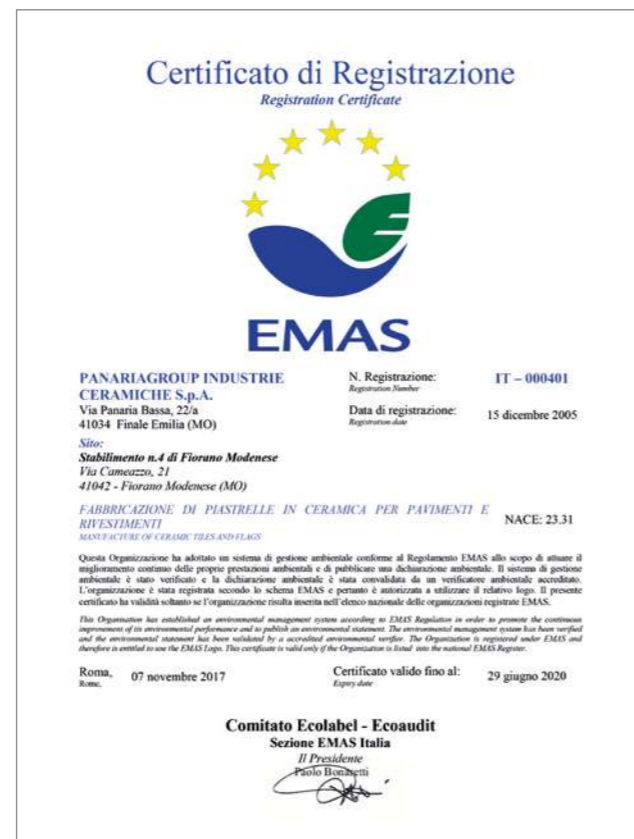 Certificato di Registrazione
Registration Certificate
EMAS
PANARIAGROUP INDUSTRIE
CERAMICHE S.p.A.
Via Panaria Bassa, 22/a
41034 Finale Emilia (MO)
N. Registrazione:
Registration Number
IT – 000401
Data di registrazione:
Registration date
15 dicembre 2005
Sito:
Stabilimento n.4 di Fiorano Modenese
Via Cameazzo, 21
41042 - Fiorano Modenese (MO)
FABBRICAZIONE DI PIASTRELLE IN CERAMICA PER PAVIMENTI E
RIVESTIMENTI
MANUFACTURE OF CERAMIC TILES AND FLAGS
NACE: 23.31
Questa Organizzazione ha adottato un sistema di gestione ambientale conforme al Regolamento EMAS allo scopo di attuare il
miglioramento continuo delle proprie prestazioni ambientali e di pubblicare una dichiarazione ambientale. Il sistema di gestione
ambientale è stato verificato e la dichiarazione ambientale è stata convalidata da un verificatore ambientale accreditato.
L'organizzazione è stata registrata secondo lo schema EMAS e pertanto è autorizzata a utilizzare il relativo logo. Il presente
certificato ha validità soltanto se l'organizzazione risulta inserita nell'elenco nazionale delle organizzazioni registrate EMAS.
This Organisation has established an environmental management system according to EMAS Regulation in order to promote the continuous
improvement of its environmental performance and to publish an environmental statement. The environmental management system has been verified
and the environmental statement has been validated by a accredited environmental verifier. The Organization is registered under EMAS and
therefore is entitled to use the EMAS Logo. This certificate is valid only if the Organization is listed into the national EMAS Register.
Roma,
Rome,
07 novembre 2017
Certificato valido fino al:
Expiry date
29 giugno 2020
Comitato Ecolabel - Ecoaudit
Sezione EMAS Italia
Il Presidente
Paolo Bonaretti